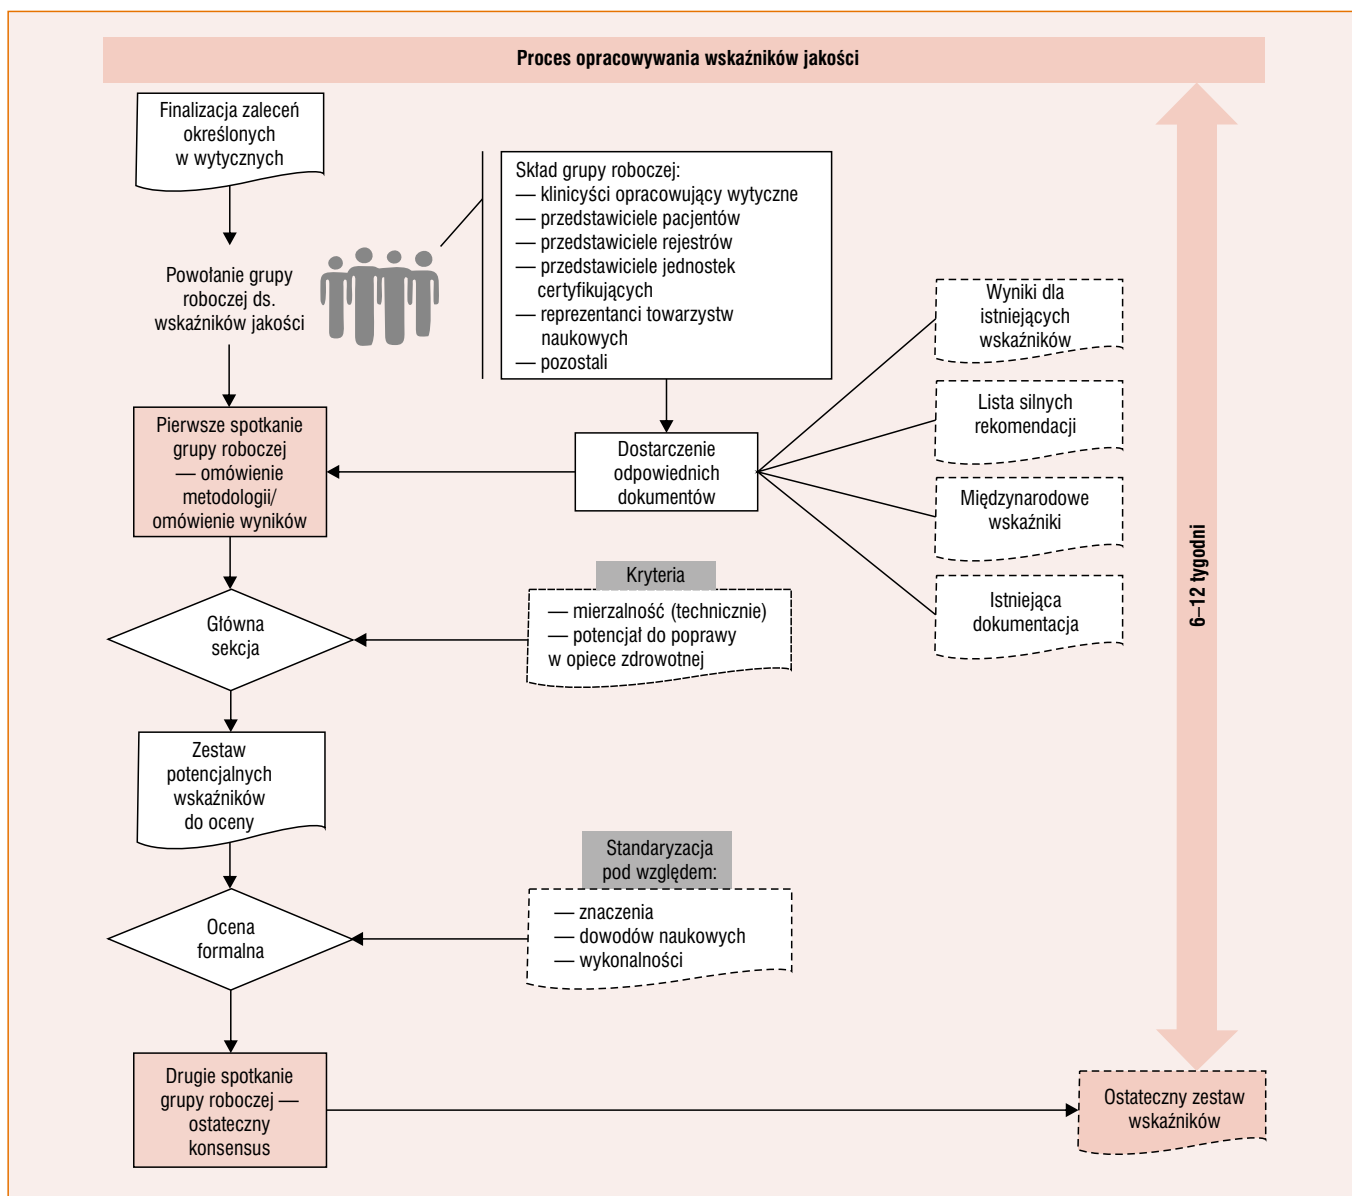 Proces opracowywania wskaźników jakości
Finalizacja zaleceń
określonych
w wytycznych
Powołanie grupy
roboczej ds.
wskaźników jakości
Skład grupy roboczej:
— klinicyści opracowujący wytyczne
— przedstawiciele pacjentów
— przedstawiciele rejestrów
— przedstawiciele jednostek
certyfikujących
— reprezentanci towarzystw
naukowych
— pozostali
Dostarczenie
odpowiednich
dokumentów
Wyniki dla
istniejących
wskaźników
Lista silnych
rekomendacji
Międzynarodowe
wskaźniki
Istniejąca
dokumentacja
Pierwsze spotkanie
grupy roboczej
— omówienie
metodologii/
omówienie wyników
Główna
sekcja
Kryteria
— mierzalność (technicznie)
— potencjał do poprawy
w opiece zdrowotnej
Zestaw
potencjalnych
wskaźników
do oceny
Ocena
formalna
Standaryzacja
pod względem:
— znaczenia
— dowodów naukowych
— wykonalności
Drugie spotkanie
grupy roboczej —
ostateczny
konsensus
Ostateczny zestaw
wskaźników
6–12 tygodni